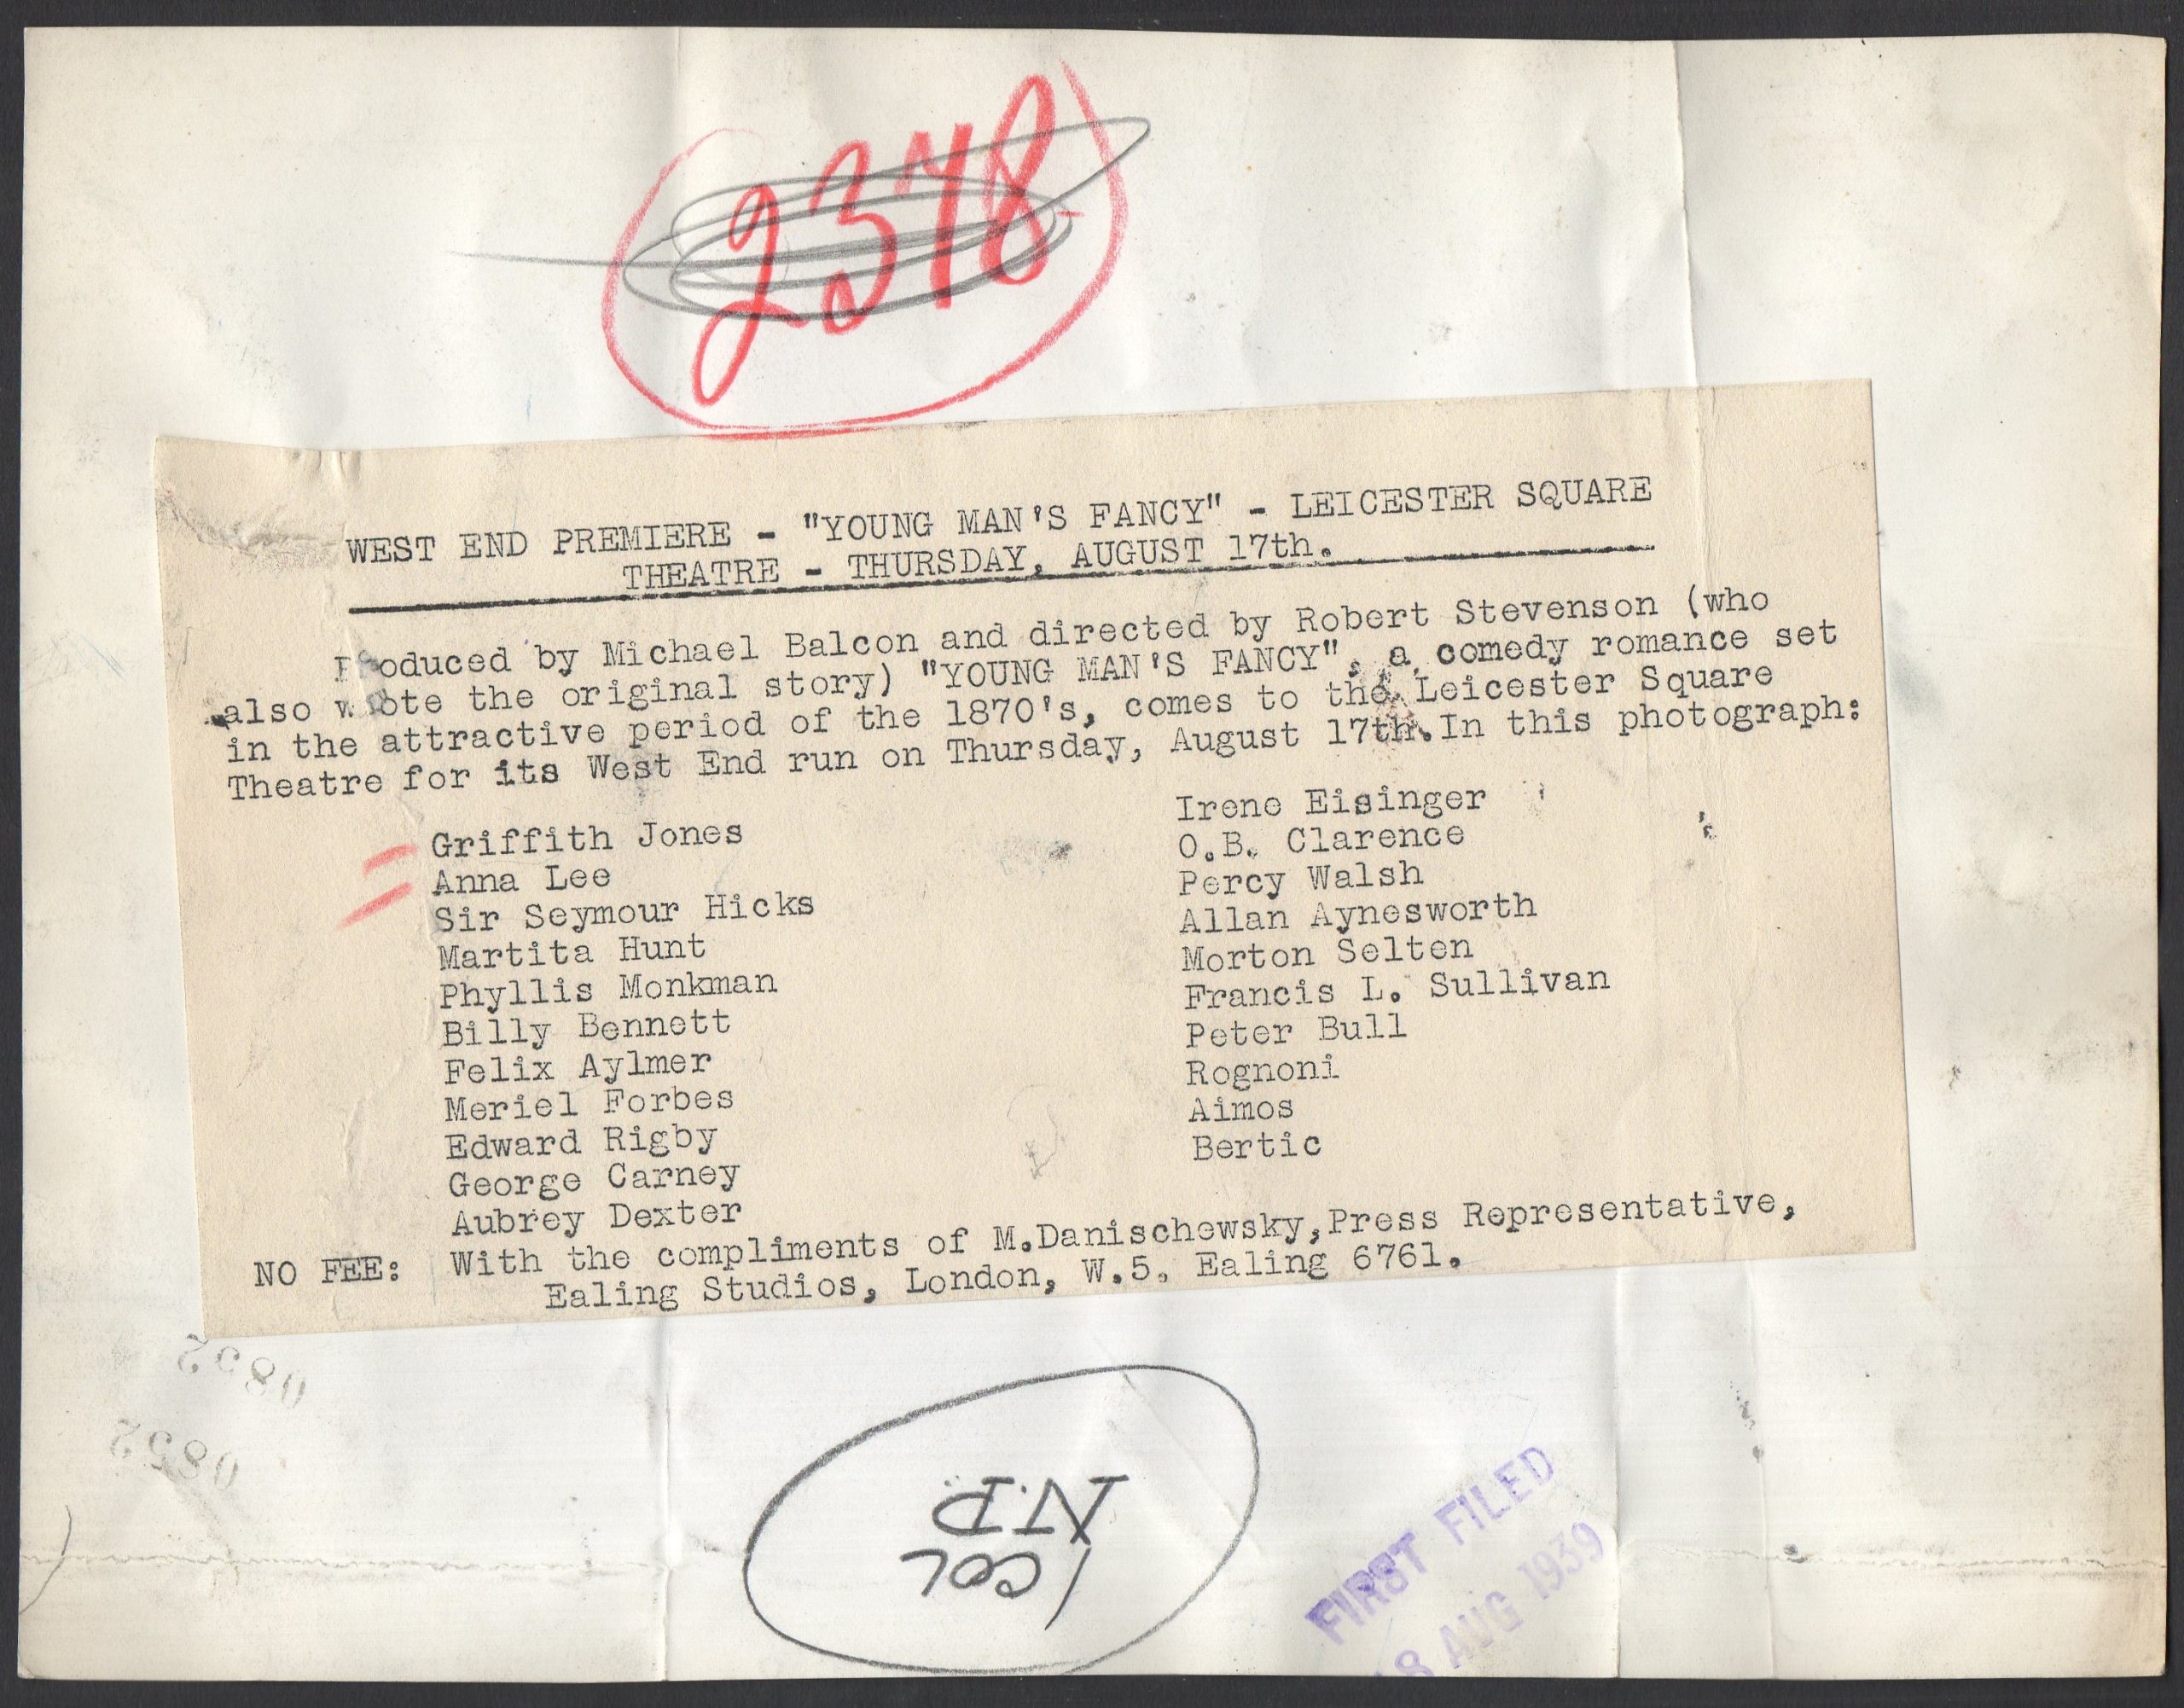 2378
WEST END PREMIERE - "YOUNG MAN'S FANCY" - LEICESTER SQUARE
THEATRE - THURSDAY, AUGUST 17th.
Produced by Michael Balcon and directed by Robert Stevenson (who
also wrote the original story) "YOUNG MAN'S FANCY", a comedy romance set
in the attractive period of the 1870's, comes to the Leicester Square
Theatre for its West End run on Thursday, August 17th. In this photograph:
Griffith Jones
Anna Lee
Sir Seymour Hicks
Martita Hunt
Phyllis Monkman
Billy Bennett
Felix Aylmer
Meriel Forbes
Edward Rigby
George Carney
Aubrey Dexter
Irene Eisinger
O.B. Clarence
Percy Walsh
Allan Aynesworth
Morton Selten
Francis L. Sullivan
Peter Bull
Rognoni
Aimos
Bertic
NO FEE: With the compliments of M.Danischewsky,Press Representative,
Ealing Studios, London, W.5. Ealing 6761.
0852
0852
1 COL
FIRST FILED
18 AUG 1939